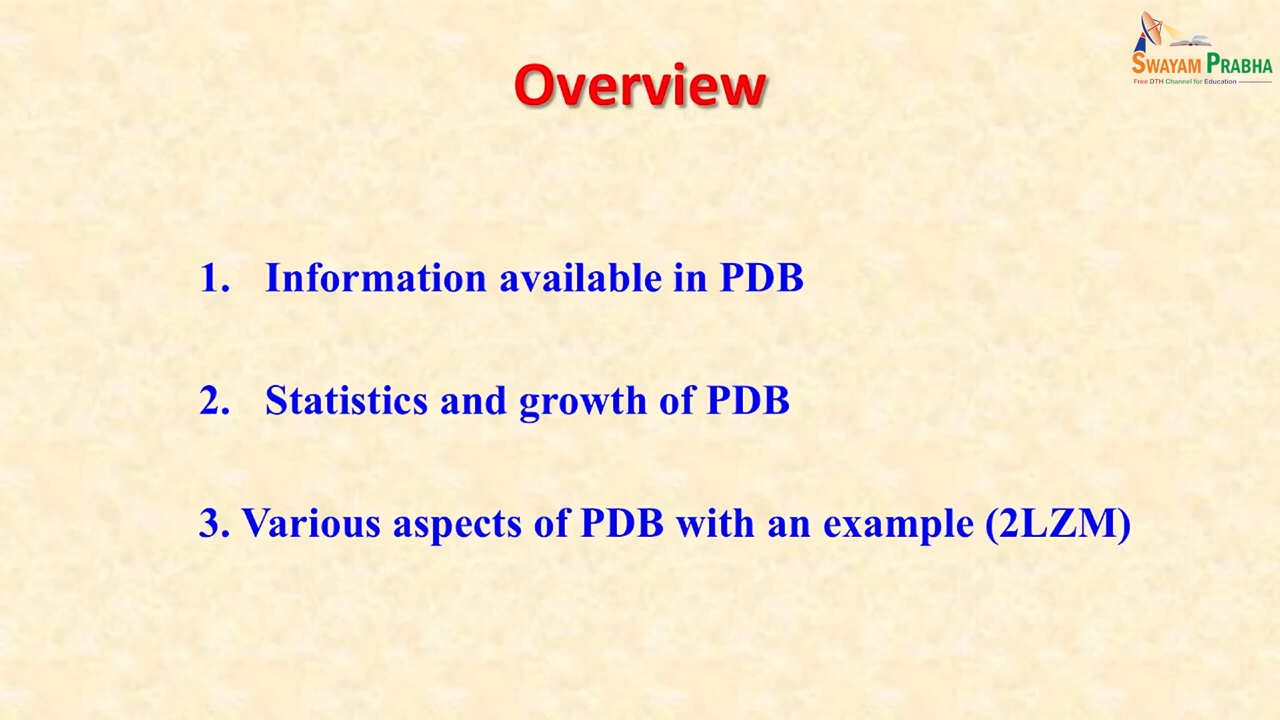 SWAYAM PRABHA
Free DTH Channel for Education
Overview
1. Information available in PDB
2. Statistics and growth of PDB
3. Various aspects of PDB with an example (2LZM)